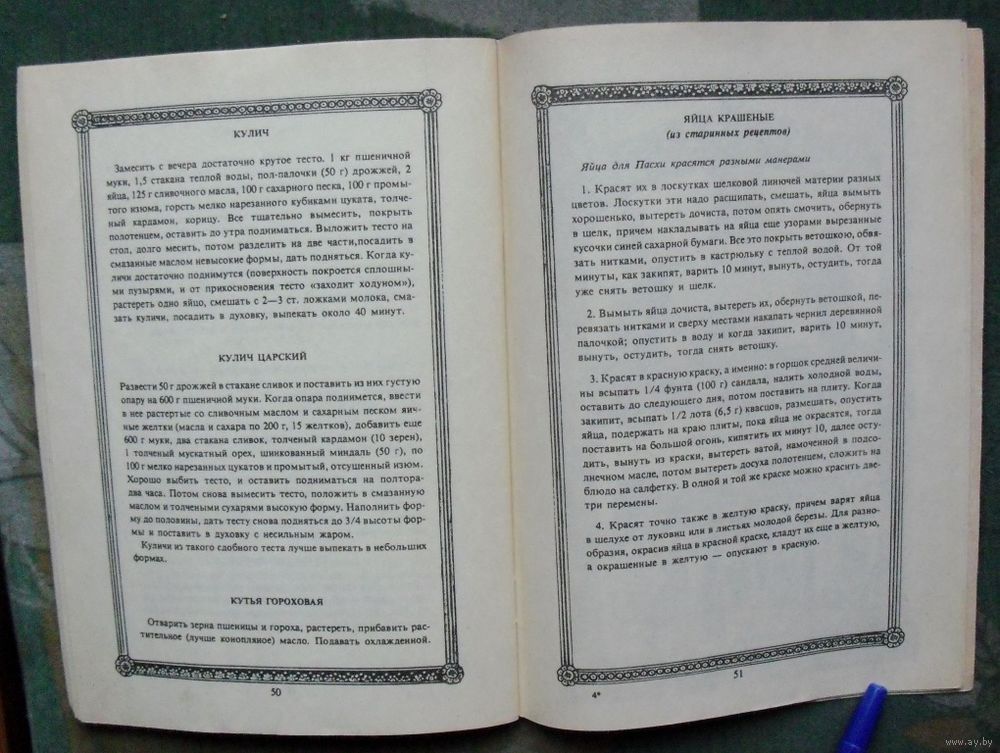 КУЛИЧ
Замесить с вечера достаточно крутое тесто. 1 кг пшеничной
муки, 1,5 стакана теплой воды, пол-палочки (50 г) дрожжей, 2
яйца, 125 г сливочного масла, 100 г сахарного песка, 100 г промы-
того изюма, горсть мелко нарезанного кубиками цуката, толче-
ный кардамон, корицу. Все тщательно вымесить, покрыть
полотенцем, оставить до утра подниматься. Выложить тесто на
стол, долго месить, потом разделить на две части,посадить в
смазанные маслом невысокие формы, дать подняться. Когда ку-
личи достаточно поднимутся (поверхность покроется сплошны-
ми пузырями, и от прикосновения тесто «заходит ходуном»),
растереть одно яйцо, смешать с 2—3 ст. ложками молока, сма-
зать куличи, посадить в духовку, выпекать около 40 минут.
КУЛИЧ ЦАРСКИЙ
Развести 50 г дрожжей в стакане сливок и поставить из них густую
опару на 600 г пшеничной муки. Когда опара поднимется, ввести
в нее растертые со сливочным маслом и сахарным песком яич-
ные желтки (масла и сахара по 200 г, 15 желтков), добавить еще
600 г муки, два стакана сливок, толченый кардамон (10 зерен),
1 толченый мускатный орех, шинкованный миндаль (50 г), по
100 г мелко нарезанных цукатов и промытый, отсушенный изюм.
Хорошо выбить тесто, и оставить подниматься на полтора-
два часа. Потом снова вымесить тесто, положить в смазанную
маслом и толчеными сухарями высокую форму. Наполнить фор-
му до половины, дать тесту снова подняться до 3/4 высоты фор-
мы и поставить в духовку с несильным жаром.
Куличи из такого сдобного теста лучше выпекать в небольших
формах.
КУТЬЯ ГОРОХОВАЯ
Отварить зерна пшеницы и гороха, растереть, прибавить рас-
тительное (лучше конопляное) масло. Подавать охлажденной.
50
ЯЙЦА КРАШЕНЫЕ
(из старинных рецептов)
Яйца для Пасхи красятся разными манерами
1. Красят их в лоскутках шелковой линючей материи разных
цветов. Лоскутки эти надо расщипать, смешать, яйца вымыть
хорошенько, вытереть дочиста, потом опять смочить, обернуть
в шелк, причем накладывать на яйца еще узорами вырезанные
кусочки синей сахарной бумаги. Все это покрыть ветошкою, обвя-
зать нитками, опустить в кастрюльку с теплой водой. От той
минуты, как закипят, варить 10 минут, вынуть, остудить, тогда
уже снять ветошку и шелк.
2. Вымыть яйца дочиста, вытереть их, обернуть ветошкой, пе-
ревязать нитками и сверху местами накапать чернил деревянной
палочкой; опустить в воду и когда закипит, варить 10 минут,
вынуть, остудить, тогда снять ветошку.
3. Красят в красную краску, а именно: в горшок средней величи-
ны всыпать 1/4 фунта (100 г) сандала, налить холодной воды,
оставить до следующего дня, потом поставить на плиту. Когда
закипит, всыпать 1/2 лота (6,5 г) квасцов, размешать, опустить
яйца, подержать на краю плиты, пока яйца не окрасятся, тогда
поставить на большой огонь, кипятить их минут 10, далее осту-
дить, вынуть из краски, вытереть ватой, намоченной в подсо-
лнечном масле, потом вытереть досуха полотенцем, сложить на
блюдо на салфетку. В одной и той же краске можно красить две-
три перемены.
4. Красят точно также в желтую краску, причем варят яйца
в шелухе от луковиц или в листьях молодой березы. Для разно-
образия, окрасив яйца в красной краске, кладут их еще в желтую,
а окрашенные в желтую — опускают в красную.
51
4*
www.ay.by